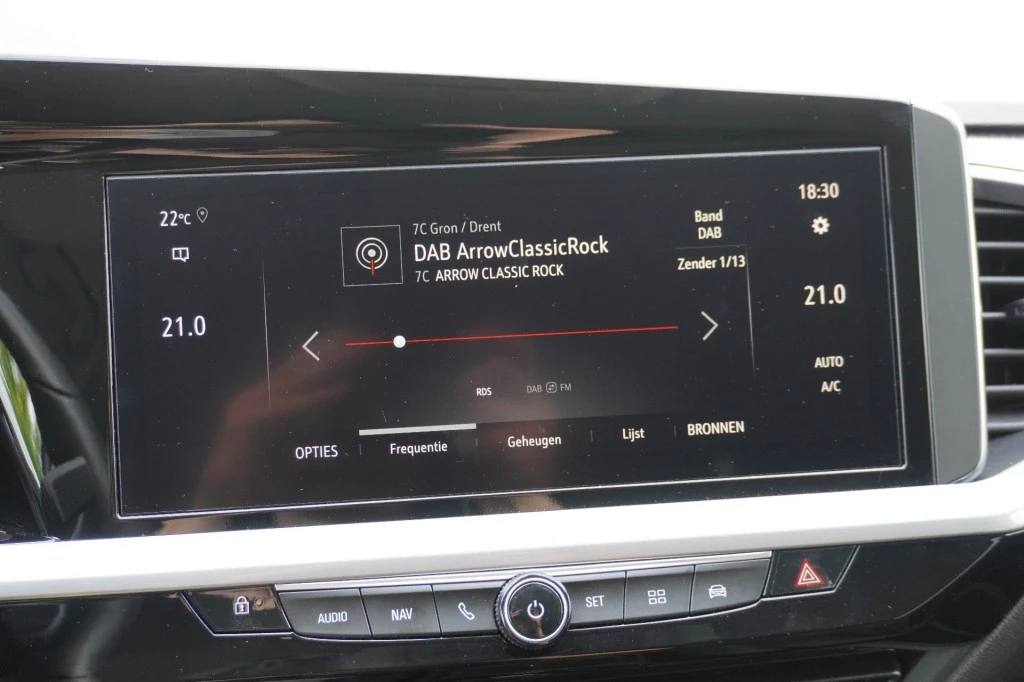 22°C
21.0
7C Gron / Drent
DAB ArrowClassicRock
7C ARROW CLASSIC ROCK
Band
DAB
Zender 1/13
18:30
21.0
AUTO
A/C
RDS
DAB FM
OPTIES
Frequentie
Geheugen
Lijst
BRONNEN
AUDIO
NAV
SET